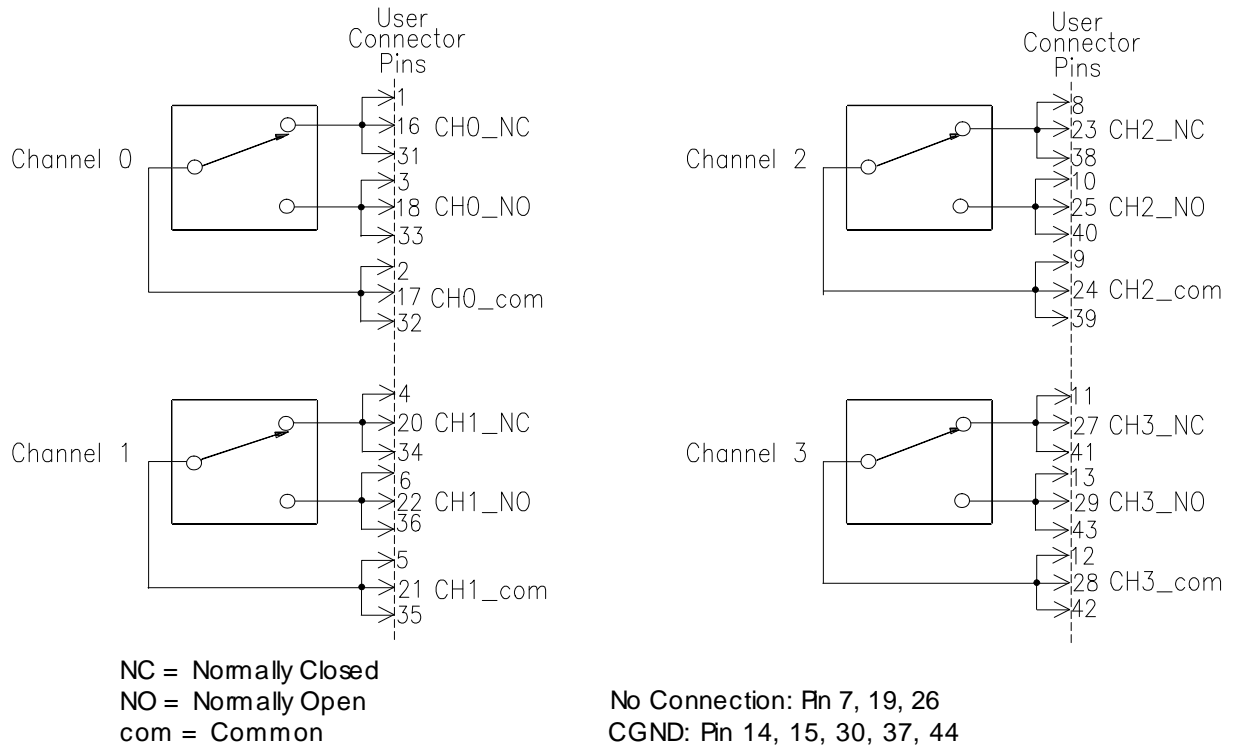 User
Connector
Pins
Channel 0
1
16 CH0_NC
31
3
18 CH0_NO
33
2
17 CH0_com
32
Channel 1
4
20 CH1_NC
34
6
22 CH1_NO
36
5
21 CH1_com
35
User
Connector
Pins
Channel 2
8
23 CH2_NC
38
10
25 CH2_NO
40
9
24 CH2_com
39
Channel 3
11
27 CH3_NC
41
13
29 CH3_NO
43
12
28 CH3_com
42
NC = Normally Closed
NO = Normally Open
com = Common
No Connection: Pin 7, 19, 26
CGND: Pin 14, 15, 30, 37, 44